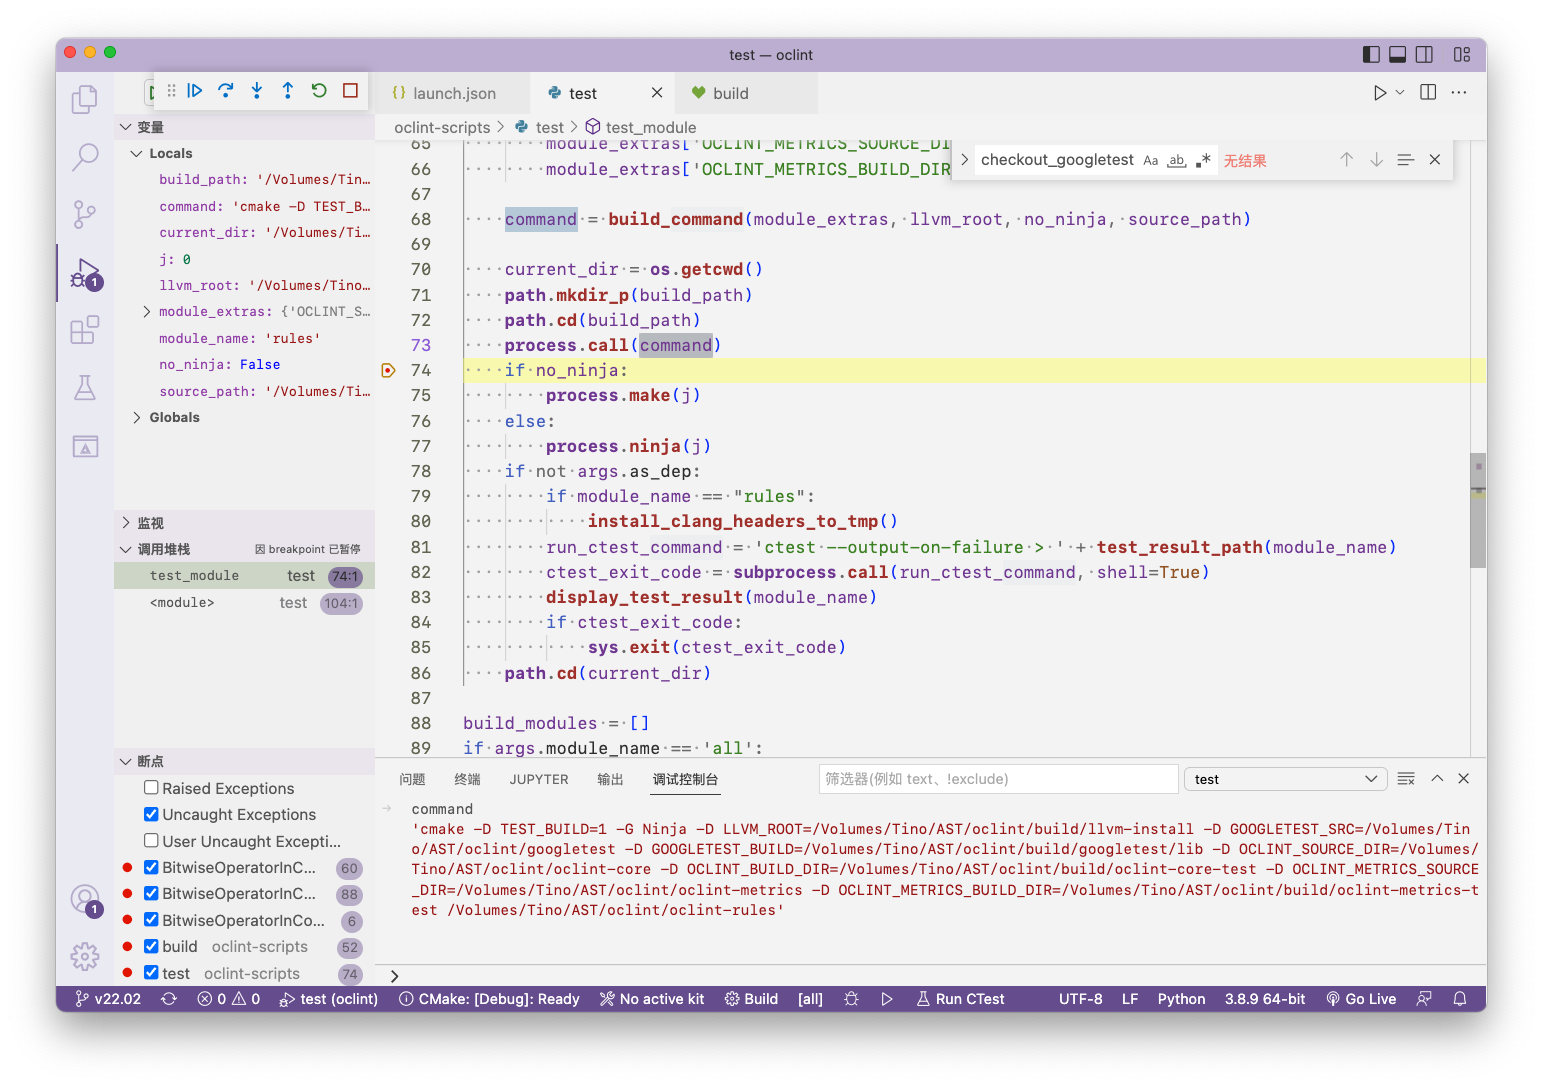 test — oclint
launch.json
test
build
oclint-scripts > test > test_module
变量
Locals
build_path: '/Volumes/Tin…
command: 'cmake -D TEST_B…
current_dir: '/Volumes/Ti…
j: 0
llvm_root: '/Volumes/Tino…
module_extras: {'OCLINT_S…
module_name: 'rules'
no_ninja: False
source_path: '/Volumes/Ti…
Globals
监视
调用堆栈 因 breakpoint 已暂停
test_module test 74:1
<module> test 104:1
断点
Raised Exceptions
Uncaught Exceptions
User Uncaught Excepti…
BitwiseOperatorInC… 60
BitwiseOperatorInC… 88
BitwiseOperatorInCo… 6
build oclint-scripts 52
test oclint-scripts 74
checkout_googletest Aa ab .* 无结果
65 module_extras['OCLINT_METRICS_SOURCE_DI
66 module_extras['OCLINT_METRICS_BUILD_DIR
67
68 command = build_command(module_extras, llvm_root, no_ninja, source_path)
69
70 current_dir = os.getcwd()
71 path.mkdir_p(build_path)
72 path.cd(build_path)
73 process.call(command)
74 if no_ninja:
75 process.make(j)
76 else:
77 process.ninja(j)
78 if not args.as_dep:
79 if module_name == "rules":
80 install_clang_headers_to_tmp()
81 run_ctest_command = 'ctest --output-on-failure > ' + test_result_path(module_name)
82 ctest_exit_code = subprocess.call(run_ctest_command, shell=True)
83 display_test_result(module_name)
84 if ctest_exit_code:
85 sys.exit(ctest_exit_code)
86 path.cd(current_dir)
87
88 build_modules = []
89 if args.module_name == 'all':
问题 终端 JUPYTER 输出 调试控制台 筛选器(例如 text、!exclude) test
command
'cmake -D TEST_BUILD=1 -G Ninja -D LLVM_ROOT=/Volumes/Tino/AST/oclint/build/llvm-install -D GOOGLETEST_SRC=/Volumes/Tin
o/AST/oclint/googletest -D GOOGLETEST_BUILD=/Volumes/Tino/AST/oclint/build/googletest/lib -D OCLINT_SOURCE_DIR=/Volumes/
Tino/AST/oclint/oclint-core -D OCLINT_BUILD_DIR=/Volumes/Tino/AST/oclint/build/oclint-core-test -D OCLINT_METRICS_SOURCE
_DIR=/Volumes/Tino/AST/oclint/oclint-metrics -D OCLINT_METRICS_BUILD_DIR=/Volumes/Tino/AST/oclint/build/oclint-metrics-t
est /Volumes/Tino/AST/oclint/oclint-rules'
1
1
v22.02 0 0 test (oclint) CMake: [Debug]: Ready No active kit Build [all] Run CTest UTF-8 LF Python 3.8.9 64-bit Go Live